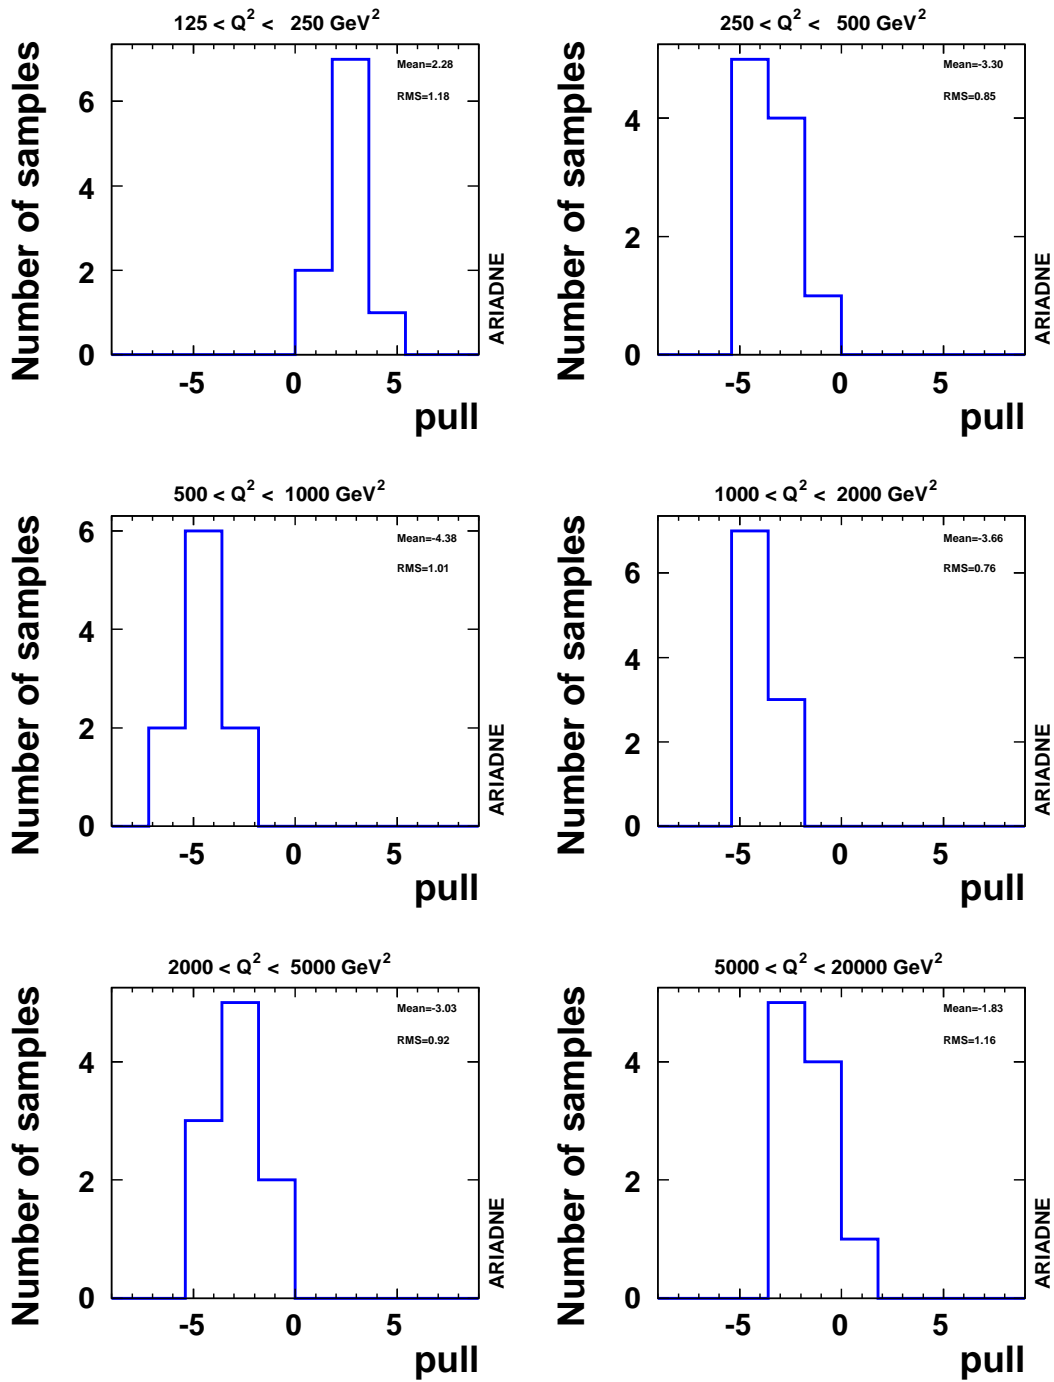 125 < Q² < 250 GeV²
Number of samples
Mean=2.28
RMS=1.18
6
4
2
0
-5 0 5
pull
ARIADNE
250 < Q² < 500 GeV²
Number of samples
Mean=-3.30
RMS=0.85
4
2
0
-5 0 5
pull
ARIADNE
500 < Q² < 1000 GeV²
Number of samples
Mean=-4.38
RMS=1.01
6
4
2
0
-5 0 5
pull
ARIADNE
1000 < Q² < 2000 GeV²
Number of samples
Mean=-3.66
RMS=0.76
6
4
2
0
-5 0 5
pull
ARIADNE
2000 < Q² < 5000 GeV²
Number of samples
Mean=-3.03
RMS=0.92
4
2
0
-5 0 5
pull
ARIADNE
5000 < Q² < 20000 GeV²
Number of samples
Mean=-1.83
RMS=1.16
4
2
0
-5 0 5
pull
ARIADNE